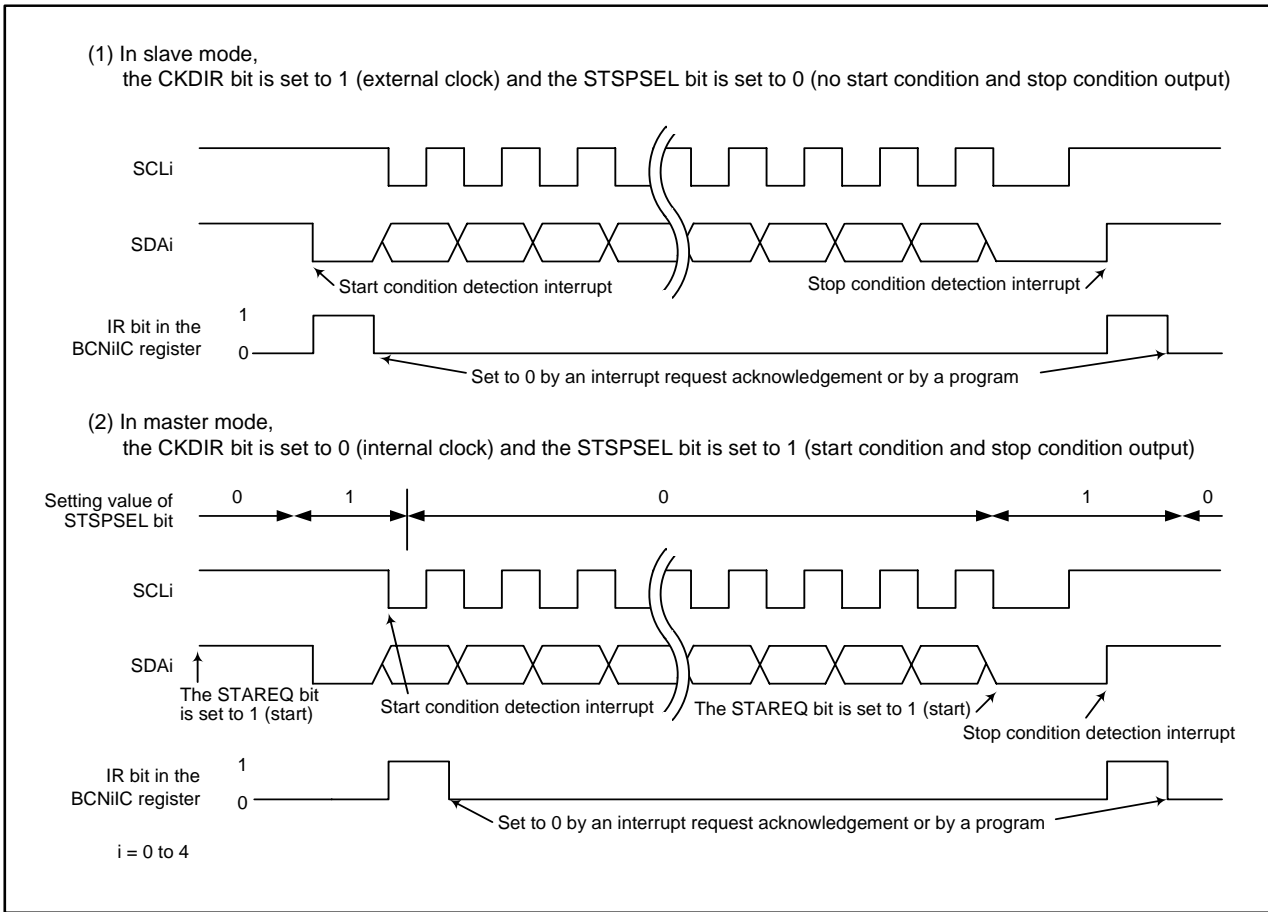 (1) In slave mode,
the CKDIR bit is set to 1 (external clock) and the STSPSEL bit is set to 0 (no start condition and stop condition output)
SCLi
SDAi
Start condition detection interrupt
Stop condition detection interrupt
IR bit in the
BCNiIC register
1
0
Set to 0 by an interrupt request acknowledgement or by a program
(2) In master mode,
the CKDIR bit is set to 0 (internal clock) and the STSPSEL bit is set to 1 (start condition and stop condition output)
Setting value of
STSPSEL bit
0 1 0 1 0
SCLi
SDAi
The STAREQ bit
is set to 1 (start)
Start condition detection interrupt
The STAREQ bit is set to 1 (start)
Stop condition detection interrupt
IR bit in the
BCNiIC register
1
0
Set to 0 by an interrupt request acknowledgement or by a program
i = 0 to 4